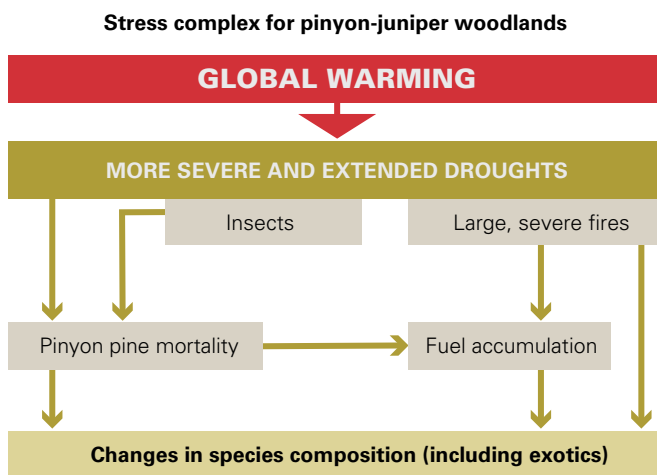 Stress complex for pinyon-juniper woodlands
GLOBAL WARMING
MORE SEVERE AND EXTENDED DROUGHTS
Insects
Large, severe fires
Pinyon pine mortality
Fuel accumulation
Changes in species composition (including exotics)